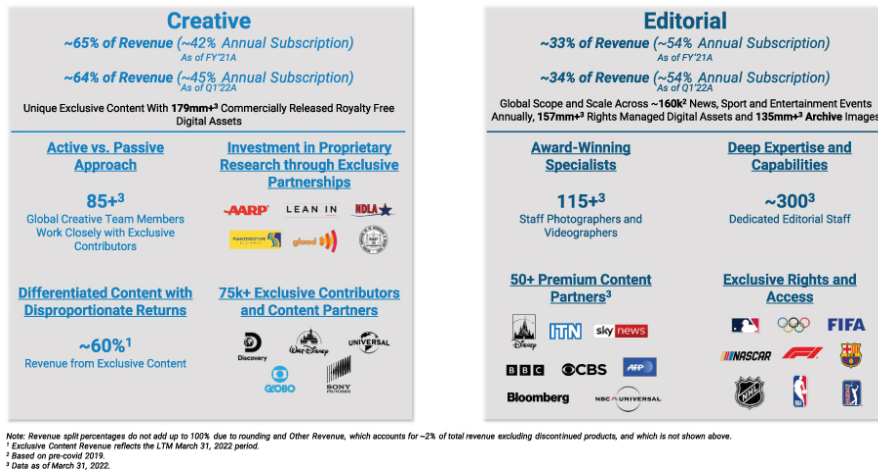 Creative
~65% of Revenue (~42% Annual Subscription)
As of FY'21A
~64% of Revenue (~45% Annual Subscription)
As of Q1'22A
Unique Exclusive Content With 179mm+³ Commercially Released Royalty Free
Digital Assets
Active vs. Passive
Approach
85+³
Global Creative Team Members
Work Closely with Exclusive
Contributors
Investment in Proprietary
Research through Exclusive
Partnerships
AARP
LEAN IN
NDLA
glaad
Differentiated Content with
Disproportionate Returns
~60%¹
Revenue from Exclusive Content
75k+ Exclusive Contributors
and Content Partners
Discovery
WALT DISNEY
UNIVERSAL
GLOBO
SONY
PICTURES
Editorial
~33% of Revenue (~54% Annual Subscription)
As of FY'21A
~34% of Revenue (~54% Annual Subscription)
As of Q1'22A
Global Scope and Scale Across ~160k² News, Sport and Entertainment Events
Annually, 157mm+³ Rights Managed Digital Assets and 135mm+³ Archive Images
Award-Winning
Specialists
115+³
Staff Photographers and
Videographers
Deep Expertise and
Capabilities
~300³
Dedicated Editorial Staff
50+ Premium Content
Partners³
Disney
ITN
sky news
BBC
CBS
AFP
Bloomberg
NBC UNIVERSAL
Exclusive Rights and
Access
FIFA
NASCAR
F1
NHL
Note: Revenue split percentages do not add up to 100% due to rounding and Other Revenue, which accounts for ~2% of total revenue excluding discontinued products, and which is not shown above.
¹ Exclusive Content Revenue reflects the LTM March 31, 2022 period.
² Based on pre-covid 2019.
³ Data as of March 31, 2022.